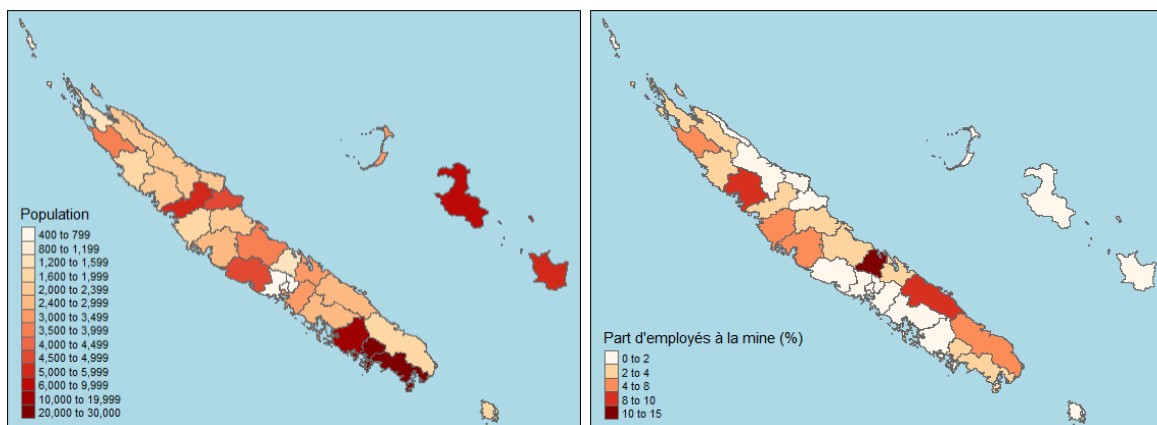 Population
400 to 799
800 to 1,199
1,200 to 1,599
1,600 to 1,999
2,000 to 2,399
2,400 to 2,999
3,000 to 3,499
3,500 to 3,999
4,000 to 4,499
4,500 to 4,999
5,000 to 5,999
6,000 to 9,999
10,000 to 19,999
20,000 to 30,000
Part d'employés à la mine (%)
0 to 2
2 to 4
4 to 8
8 to 10
10 to 15